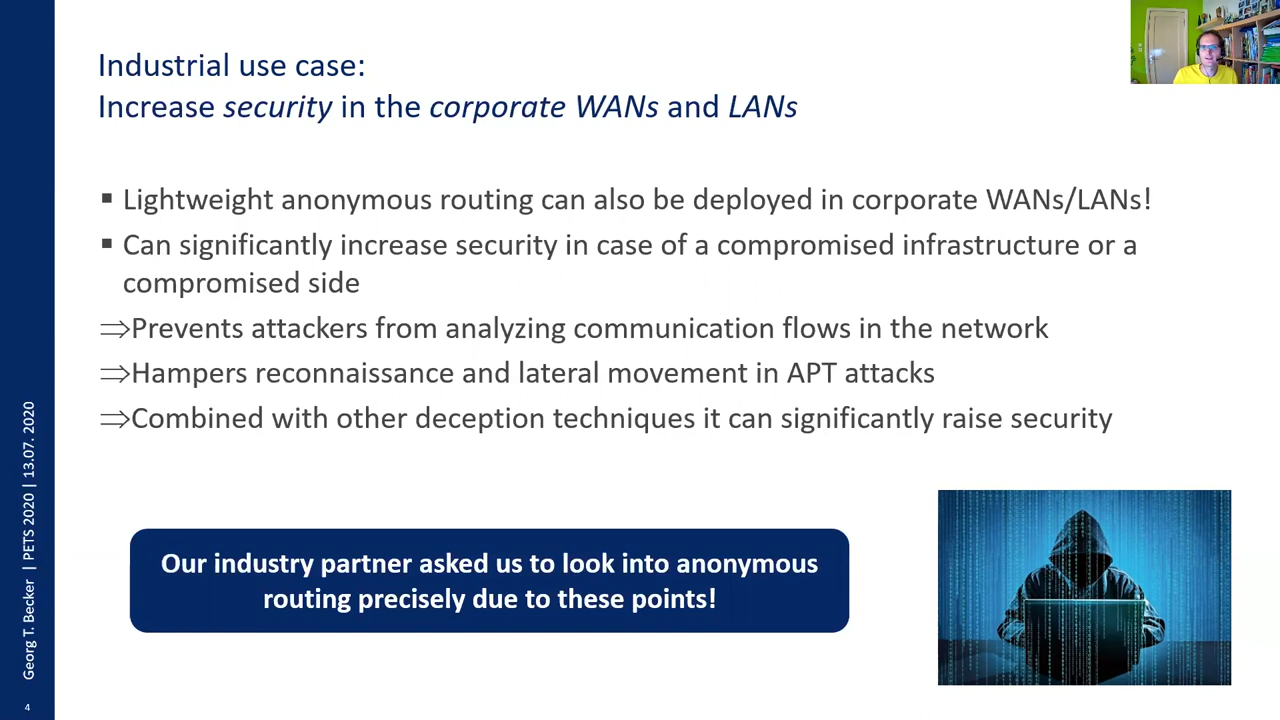 Industrial use case:
Increase security in the corporate WANs and LANs
▪ Lightweight anonymous routing can also be deployed in corporate WANs/LANs!
▪ Can significantly increase security in case of a compromised infrastructure or a
compromised side
⇒Prevents attackers from analyzing communication flows in the network
⇒Hampers reconnaissance and lateral movement in APT attacks
⇒Combined with other deception techniques it can significantly raise security
Our industry partner asked us to look into anonymous
routing precisely due to these points!
Georg T. Becker | PETS 2020 | 13.07. 2020
4